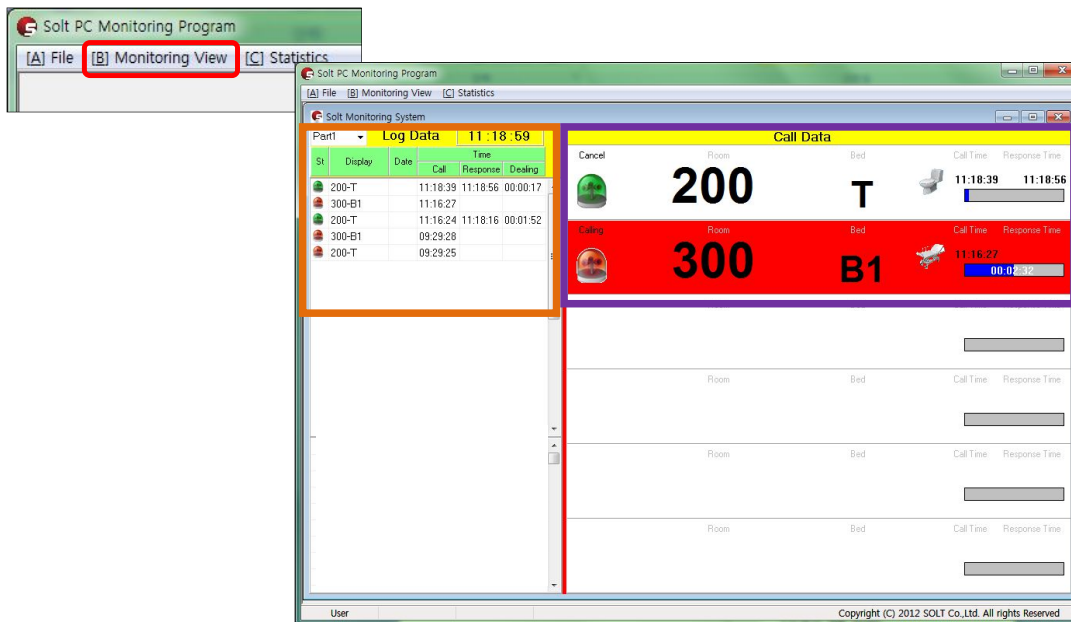 Solt PC Monitoring Program
[A] File [B] Monitoring View [C] Statistics
Solt PC Monitoring Program
[A] File [B] Monitoring View [C] Statistics
Solt Monitoring System
Part1 Log Data 11:18:59
St Display Date Time
Call Response Dealing
200-T 11:18:39 11:18:56 00:00:17
300-B1 11:16:27
200-T 11:16:24 11:18:16 00:01:52
300-B1 09:29:28
200-T 09:29:25
Call Data
Cancel Room Bed Call Time Response Time
200 T 11:18:39 11:18:56
Calling Room Bed Call Time Response Time
300 B1 11:16:27
00:02:32
Room Bed Call Time Response Time
Room Bed Call Time Response Time
Room Bed Call Time Response Time
Room Bed Call Time Response Time
User Copyright (C) 2012 SOLT Co.,Ltd. All rights Reserved